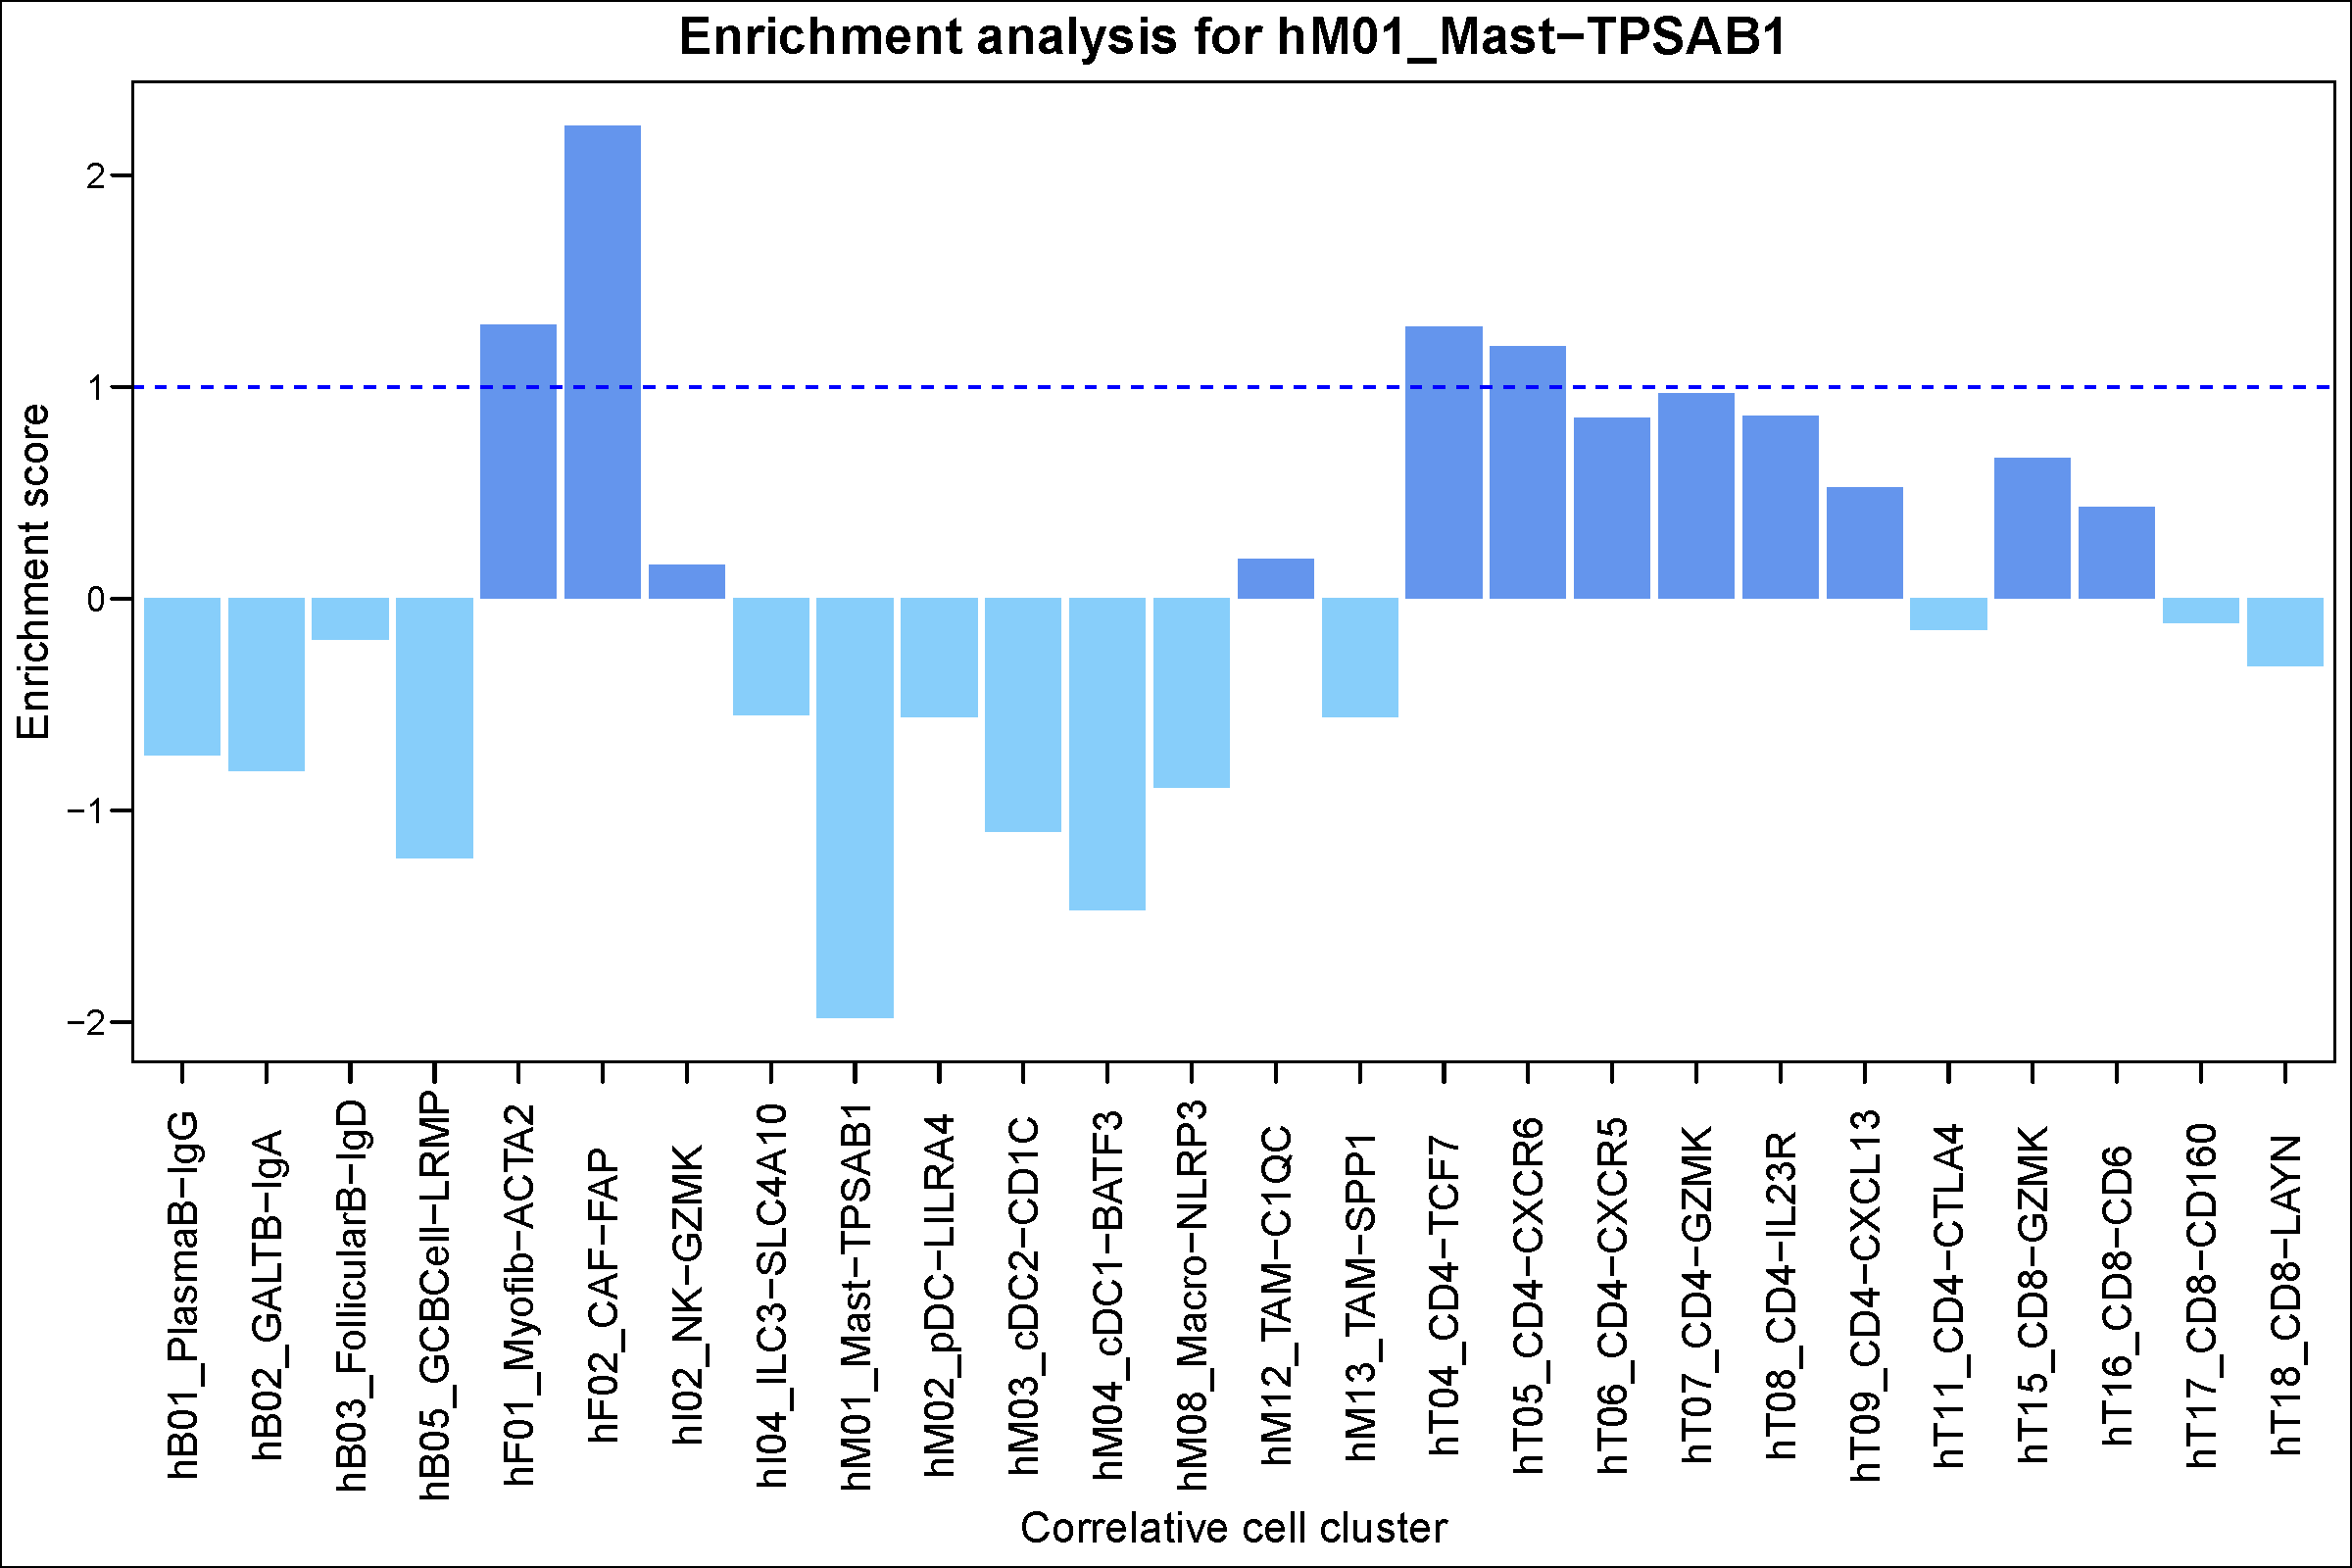 Enrichment analysis for hM01_Mast−TPSAB1
Enrichment score
2
1
0
−1
−2
hB01_PlasmaB−IgG
hB02_GALTB−IgA
hB03_FollicularB−IgD
hB05_GCBCell−LRMP
hF01_Myofib−ACTA2
hF02_CAF−FAP
hI02_NK−GZMK
hI04_ILC3−SLC4A10
hM01_Mast−TPSAB1
hM02_pDC−LILRA4
hM03_cDC2−CD1C
hM04_cDC1−BATF3
hM08_Macro−NLRP3
hM12_TAM−C1QC
hM13_TAM−SPP1
hT04_CD4−TCF7
hT05_CD4−CXCR6
hT06_CD4−CXCR5
hT07_CD4−GZMK
hT08_CD4−IL23R
hT09_CD4−CXCL13
hT11_CD4−CTLA4
hT15_CD8−GZMK
hT16_CD8−CD6
hT17_CD8−CD160
hT18_CD8−LAYN
Correlative cell cluster